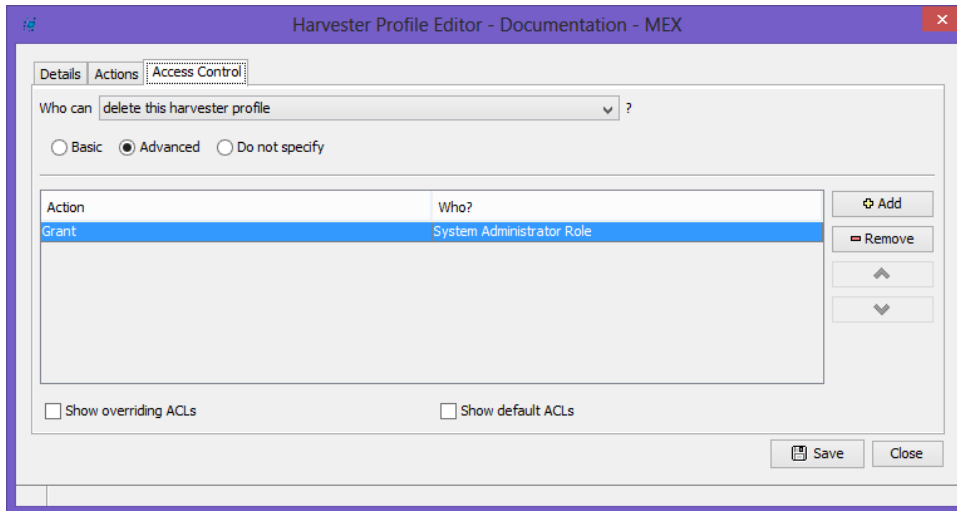 Harvester Profile Editor - Documentation - MEX
Details Actions Access Control
Who can delete this harvester profile ?
Basic Advanced Do not specify
Action Who?
Grant System Administrator Role
Add
Remove
Show overriding ACLs Show default ACLs
Save Close